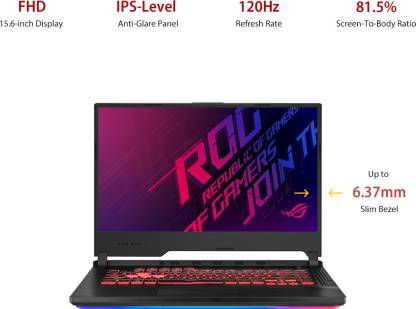 FHD
15.6-inch Display
IPS-Level
Anti-Glare Panel
120Hz
Refresh Rate
81.5%
Screen-To-Body Ratio
ROG
REPUBLIC OF GAMERS
OF GAMERS
JOIN TH
ROG
Up to
6.37mm
Slim Bezel